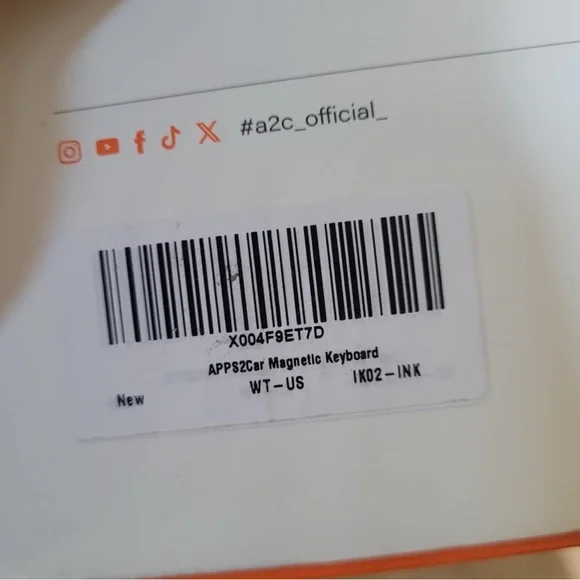 #a2c_official_
X004F9ET7D
APPS2Car Magnetic Keyboard
WT-US IK02-INK
New